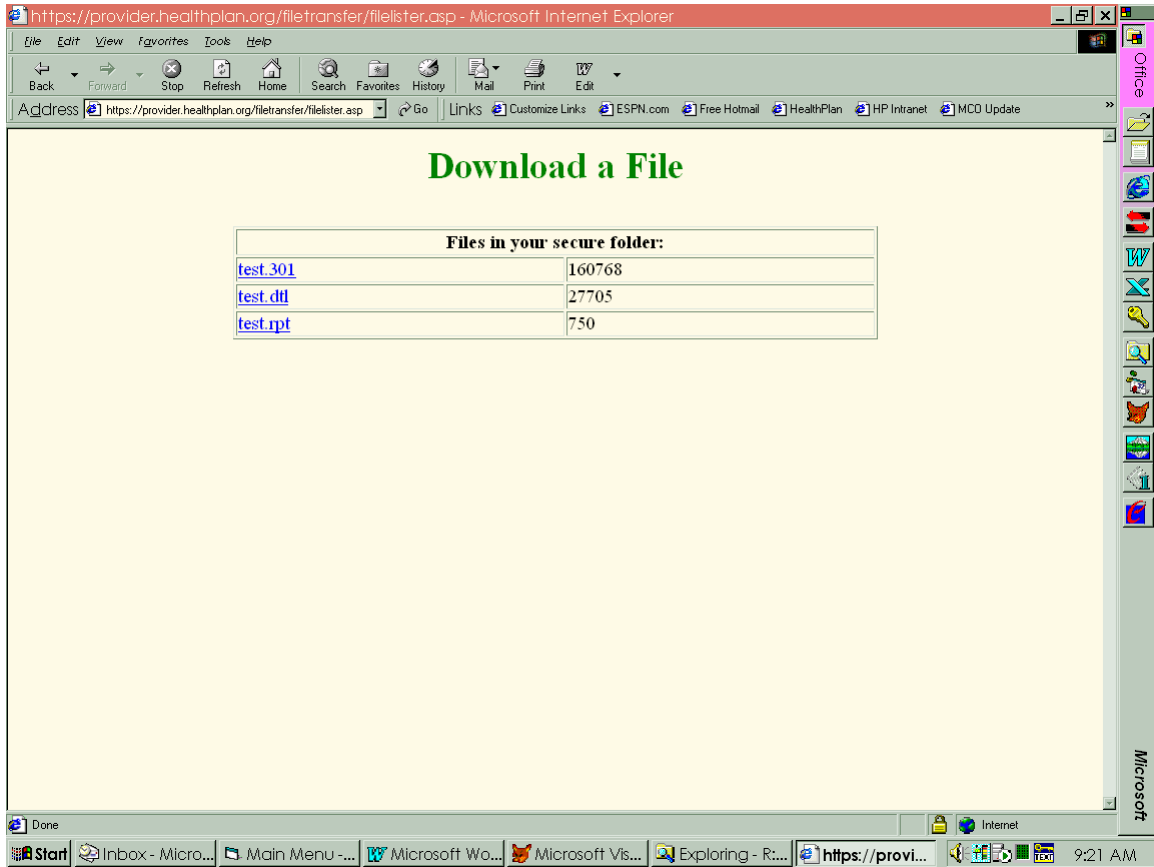 https://provider.healthplan.org/filetransfer/filelister.asp - Microsoft Internet Explorer
File Edit View Favorites Tools Help
Back Forward Stop Refresh Home Search Favorites History Mail Print Edit
Address https://provider.healthplan.org/filetransfer/filelister.asp Go Links Customize Links ESPN.com Free Hotmail HealthPlan HP Intranet MCO Update »
Office
Download a File
Files in your secure folder:
test.301 160768
test.dtl 27705
test.rpt 750
Microsoft
Done Internet
Start Inbox - Micro... Main Menu -... Microsoft Wo... Microsoft Vis... Exploring - R:... https://provi... 9:21 AM